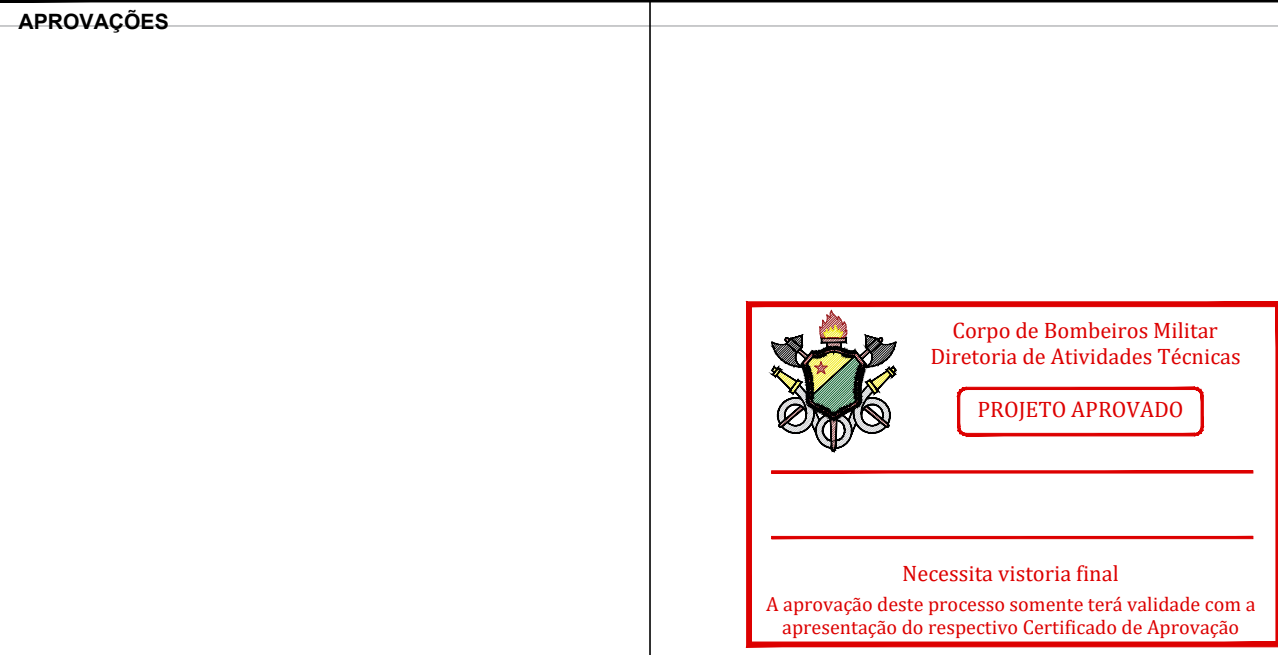 APROVAÇÕES
Corpo de Bombeiros Militar
Diretoria de Atividades Técnicas
PROJETO APROVADO
Necessita vistoria final
A aprovação deste processo somente terá validade com a
apresentação do respectivo Certificado de Aprovação